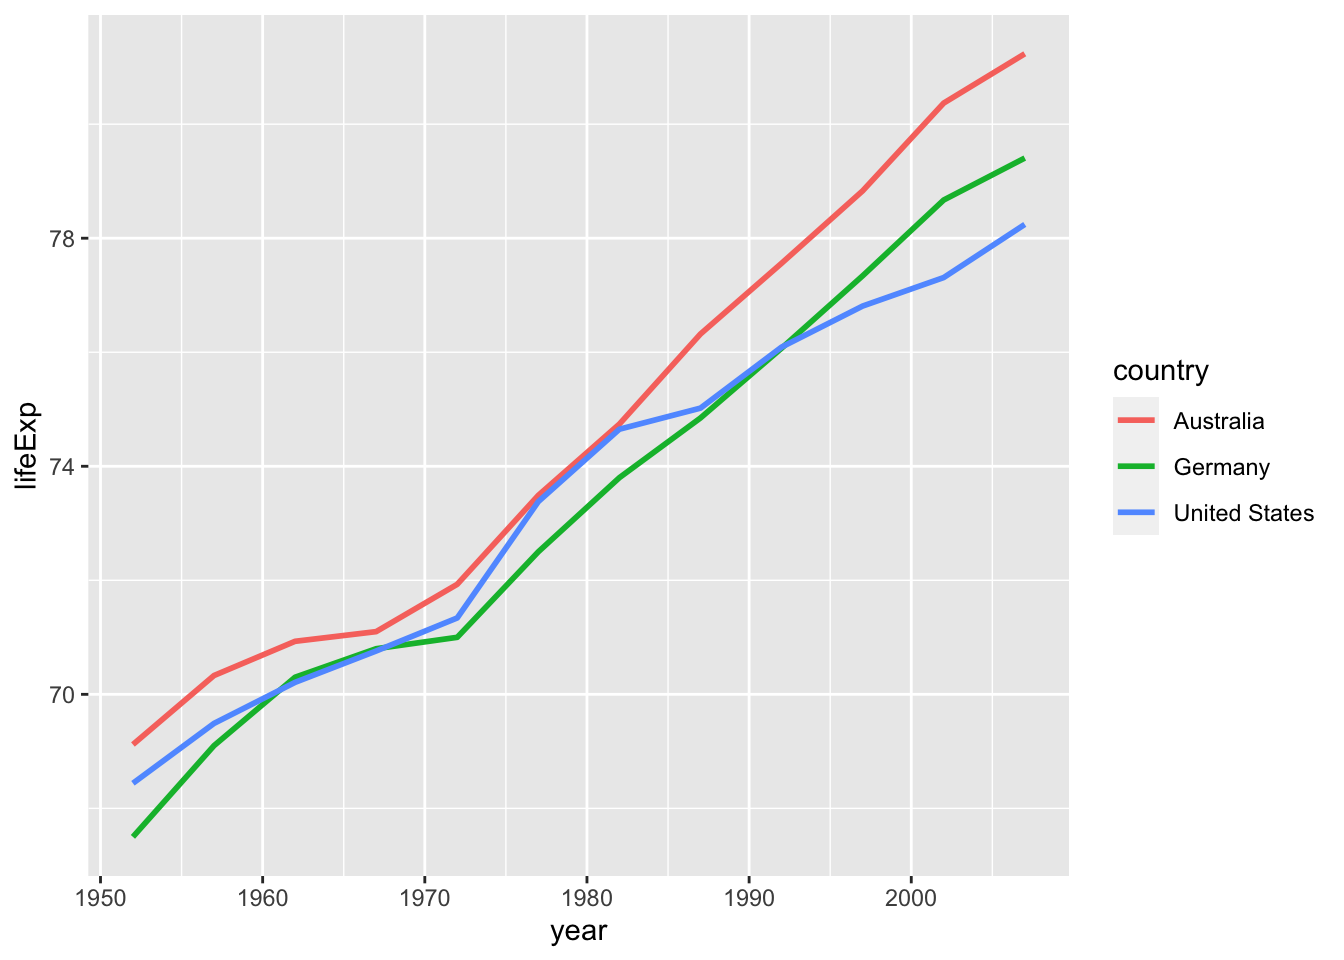 78
74
70
lifeExp
1950 1960 1970 1980 1990 2000
year
country
Australia
Germany
United States